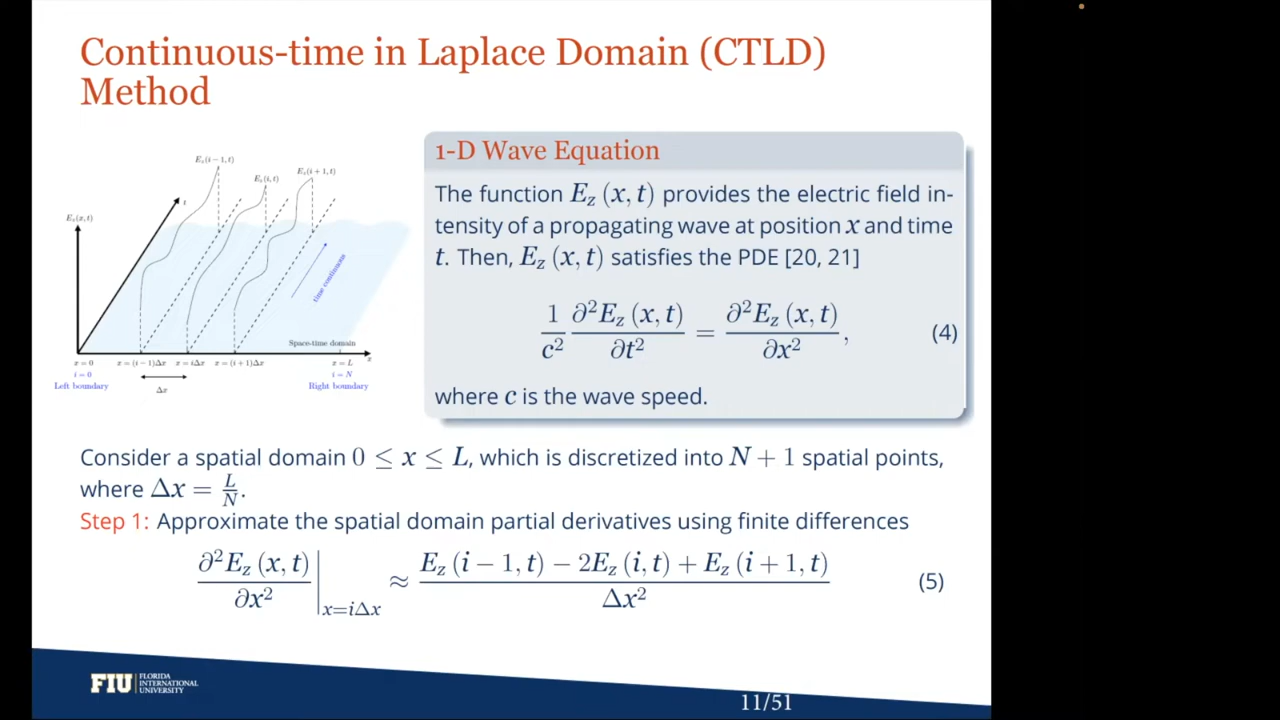 Continuous-time in Laplace Domain (CTLD)
Method
E_z(x, t)
E_z(i − 1, t)
E_z(i, t)
E_z(i + 1, t)
t
time continuous
Space-time domain
x
x = 0
x = (i − 1)Δx
x = iΔx
x = (i + 1)Δx
x = L
i = 0
i = N
Left boundary
Right boundary
Δx
1-D Wave Equation
The function E_z (x, t) provides the electric field in-
tensity of a propagating wave at position x and time
t. Then, E_z (x, t) satisfies the PDE [20, 21]
1/c² ∂²E_z (x, t)/∂t² = ∂²E_z (x, t)/∂x², (4)
where c is the wave speed.
Consider a spatial domain 0 ≤ x ≤ L, which is discretized into N + 1 spatial points,
where Δx = L/N.
Step 1: Approximate the spatial domain partial derivatives using finite differences
∂²E_z (x, t)/∂x² |_{x=iΔx} ≈ (E_z (i − 1, t) − 2E_z (i, t) + E_z (i + 1, t))/Δx² (5)
FIU FLORIDA
INTERNATIONAL
UNIVERSITY
11/51